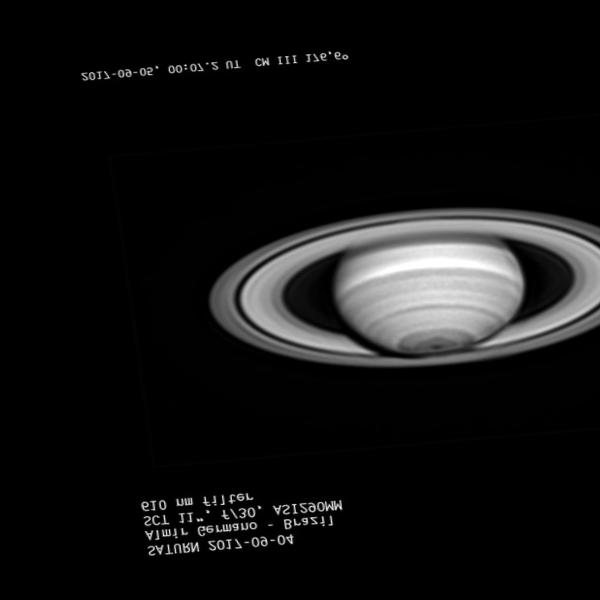 SATURN 2017-09-04
Almir Germano - Brazil
SCT 11", f/30, ASI290MM
610 nm filter
2017-09-05, 00:07.2 UT CM III 176,6°